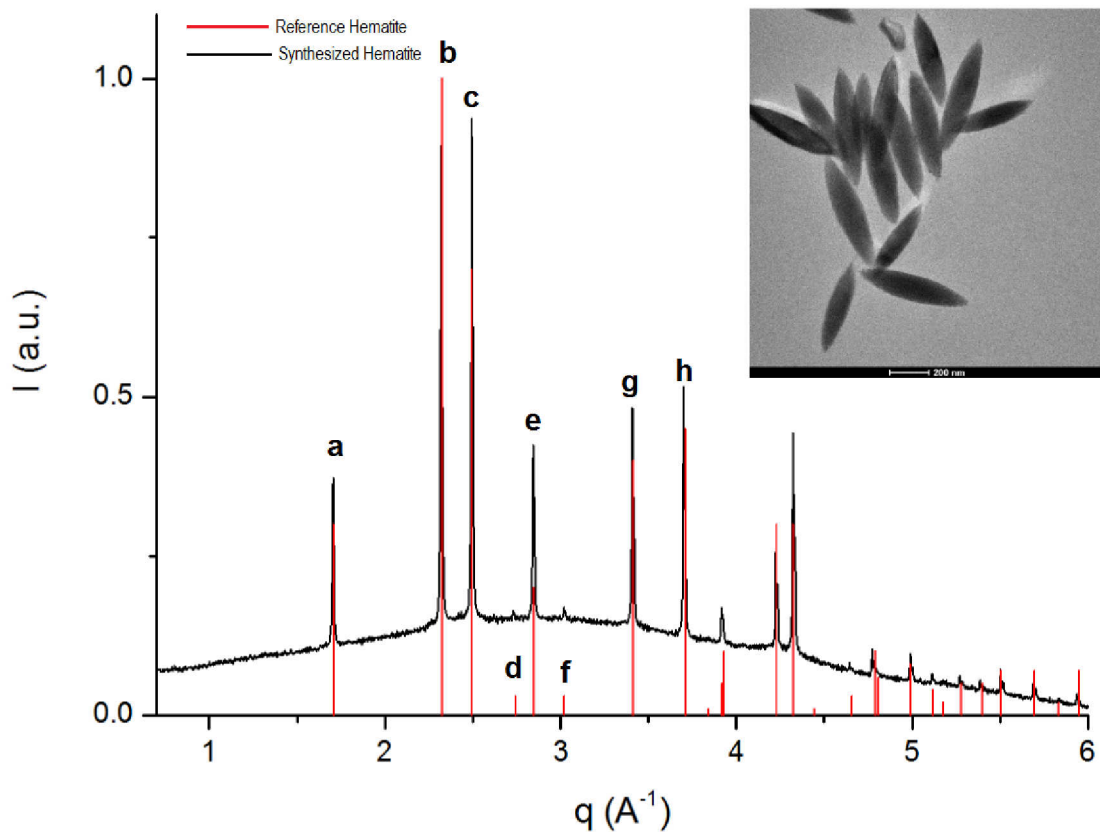 Reference Hematite
Synthesized Hematite
b
c
1.0
g
h
e
a
0.5
d
f
0.0
1
2
3
4
5
6
I (a.u.)
q (A⁻¹)
200 nm